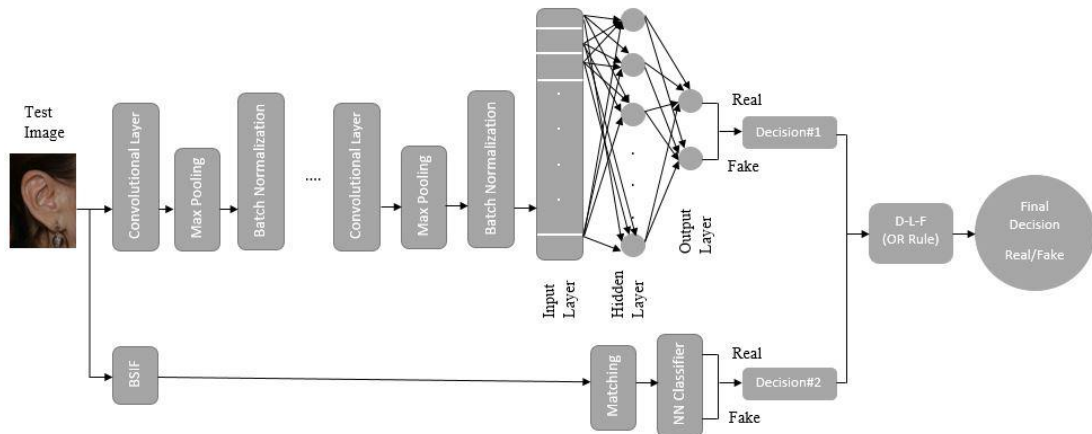 Test
Image
Convolutional Layer
Max Pooling
Batch Normalization
....
Convolutional Layer
Max Pooling
Batch Normalization
Input
Layer
Hidden
Layer
Output
Layer
Real
Fake
Decision#1
BSIF
Matching
NN Classifier
Real
Fake
Decision#2
D-L-F
(OR Rule)
Final
Decision
Real/Fake